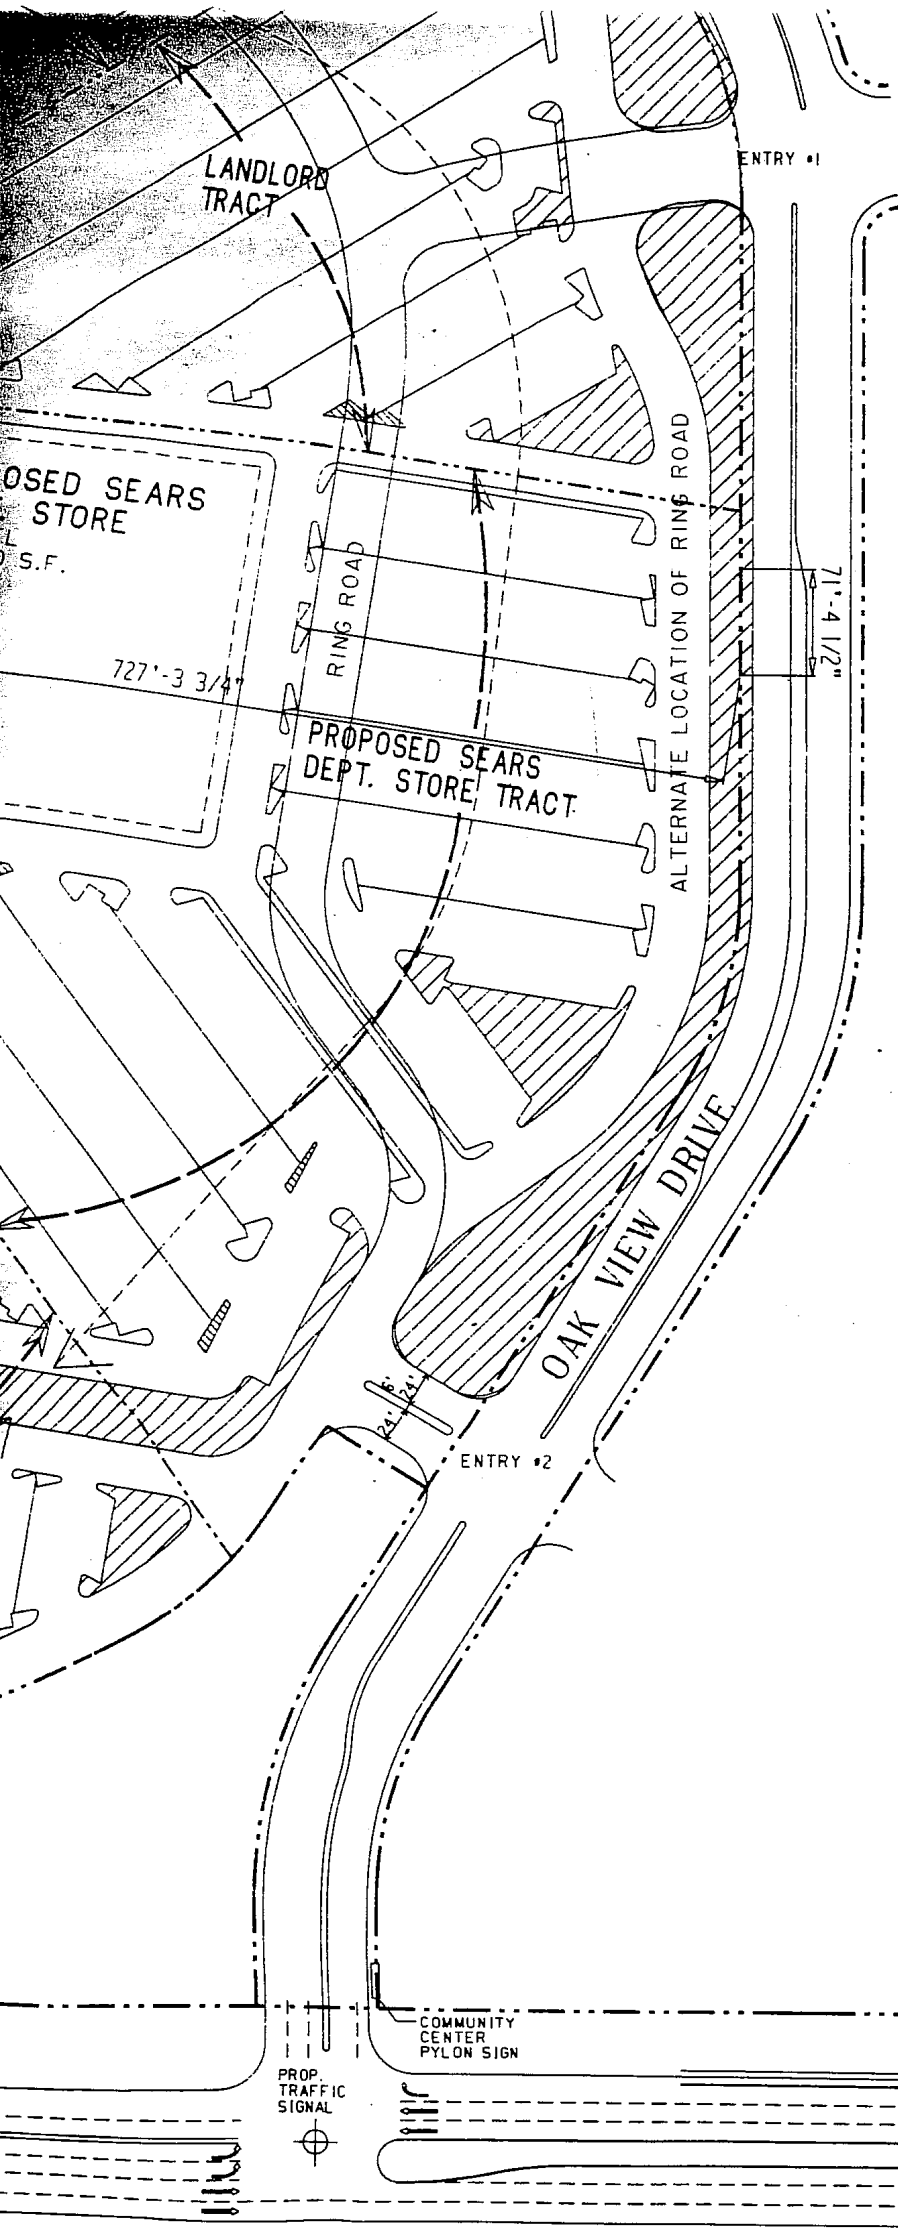 ENTRY #1
LANDLORD
TRACT
OSED SEARS
STORE
L
S.F.
RING ROAD
ALTERNATE LOCATION OF RING ROAD
71'-4 1/2"
727'-3 3/4"
PROPOSED SEARS
DEPT. STORE TRACT
OAK VIEW DRIVE
6'
24'
24'
ENTRY #2
COMMUNITY
CENTER
PYLON SIGN
PROP.
TRAFFIC
SIGNAL